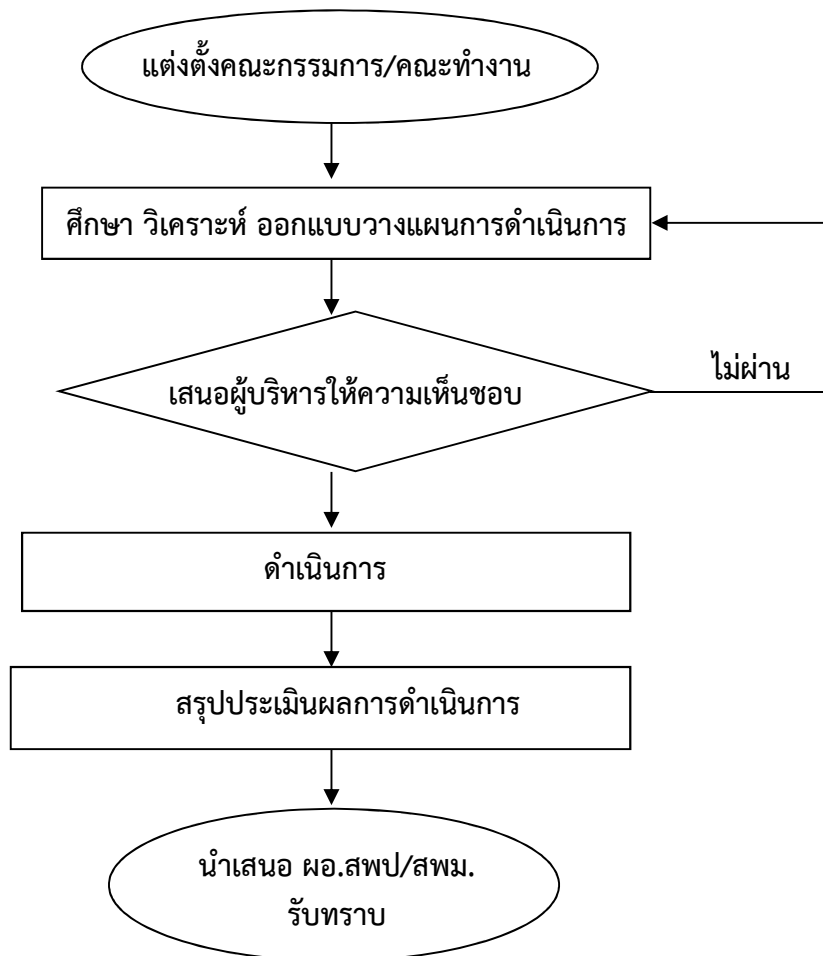 แต่งตั้งคณะกรรมการ/คณะทำงาน
ศึกษา วิเคราะห์ ออกแบบวางแผนการดำเนินการ
ไม่ผ่าน
เสนอผู้บริหารให้ความเห็นชอบ
ดำเนินการ
สรุปประเมินผลการดำเนินการ
นำเสนอ ผอ.สพป/สพม.
รับทราบ